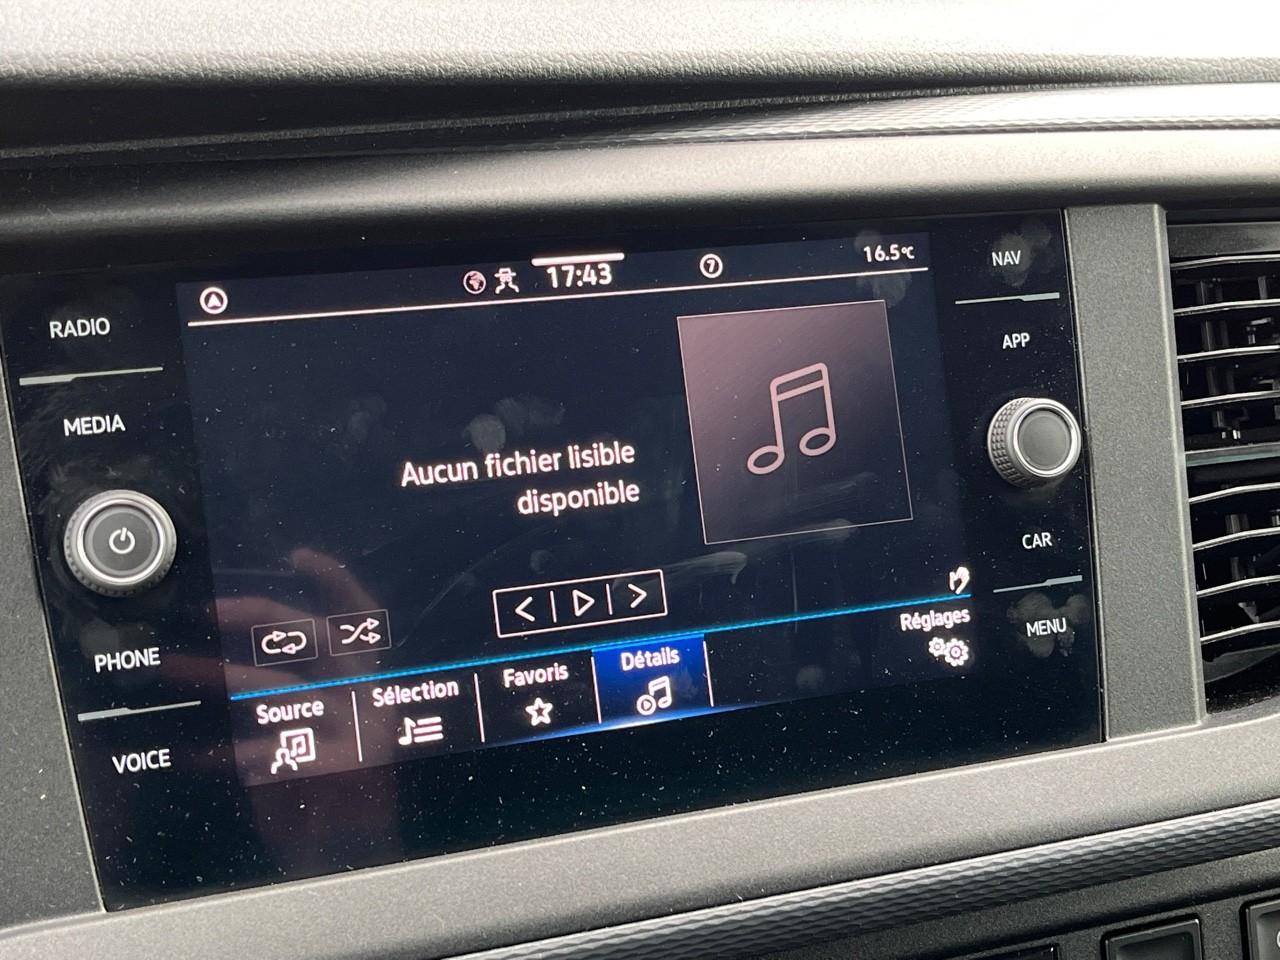 RADIO
MEDIA
PHONE
VOICE
17:43
7
16.5°C
Aucun fichier lisible
disponible
Source
Sélection
Favoris
Détails
Réglages
NAV
APP
CAR
MENU